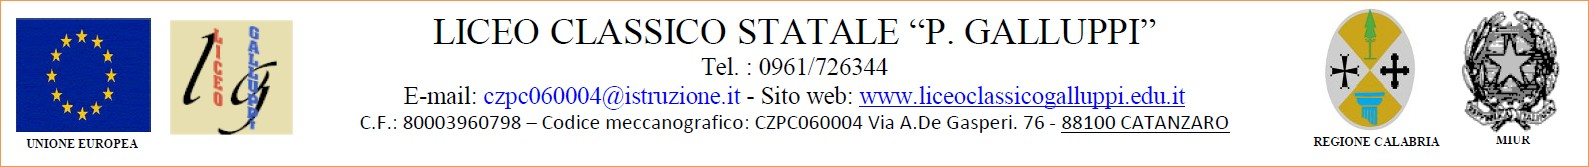 LICEO CLASSICO STATALE “P. GALLUPPI”
Tel. : 0961/726344
E-mail: czpc060004@istruzione.it - Sito web: www.liceoclassicogalluppi.edu.it
C.F.: 80003960798 – Codice meccanografico: CZPC060004 Via A.De Gasperi. 76 - 88100 CATANZARO
UNIONE EUROPEA
LICEO
GALLUPPI
lg
REGIONE CALABRIA
MIUR